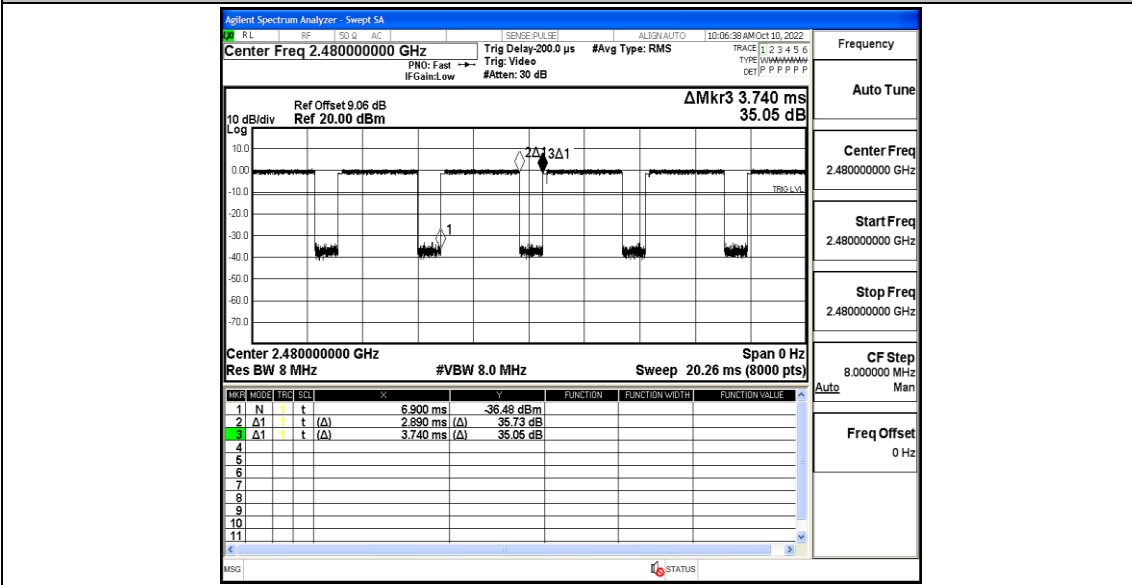 Agilent Spectrum Analyzer - Swept SA
RL RF 50 Ω AC SENSE:PULSE ALIGN AUTO 10:06:38 AM Oct 10, 2022
Center Freq 2.480000000 GHz
PNO: Fast
IFGain:Low
Trig Delay-200.0 µs
Trig: Video
#Atten: 30 dB
#Avg Type: RMS
TRACE 1 2 3 4 5 6
TYPE WWWWWW
DET P P P P P P
ΔMkr3 3.740 ms
35.05 dB
Ref Offset 9.06 dB
10 dB/div Ref 20.00 dBm
Log
10.0
0.00
-10.0
-20.0
-30.0
-40.0
-50.0
-60.0
-70.0
2Δ1
3Δ1
1
TRIG LVL
Center 2.480000000 GHz Span 0 Hz
Res BW 8 MHz #VBW 8.0 MHz Sweep 20.26 ms (8000 pts)
MKR MODE TRC SCL X Y FUNCTION FUNCTION WIDTH FUNCTION VALUE
1 N 1 t 6.900 ms -36.48 dBm
2 Δ1 1 t (Δ) 2.890 ms (Δ) 35.73 dB
3 Δ1 1 t (Δ) 3.740 ms (Δ) 35.05 dB
4
5
6
7
8
9
10
11
MSG STATUS
Frequency
Auto Tune
Center Freq
2.480000000 GHz
Start Freq
2.480000000 GHz
Stop Freq
2.480000000 GHz
CF Step
8.000000 MHz
Auto Man
Freq Offset
0 Hz